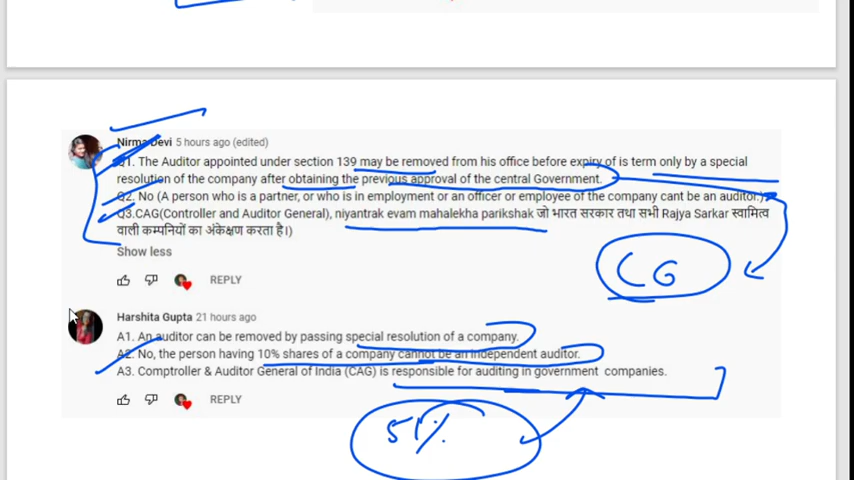 Nirma Devi 5 hours ago (edited)
Q1. The Auditor appointed under section 139 may be removed from his office before expiry of is term only by a special
resolution of the company after obtaining the previous approval of the central Government.
Q2. No (A person who is a partner, or who is in employment or an officer or employee of the company cant be an auditor.)
Q3.CAG(Controller and Auditor General), niyantrak evam mahalekha parikshak जो भारत सरकार तथा सभी Rajya Sarkar स्वामित्व
वाली कम्पनियों का अंकेक्षण करता है।)
Show less
REPLY
CG
Harshita Gupta 21 hours ago
A1. An auditor can be removed by passing special resolution of a company.
A2. No, the person having 10% shares of a company cannot be an independent auditor.
A3. Comptroller & Auditor General of India (CAG) is responsible for auditing in government companies.
REPLY
51%